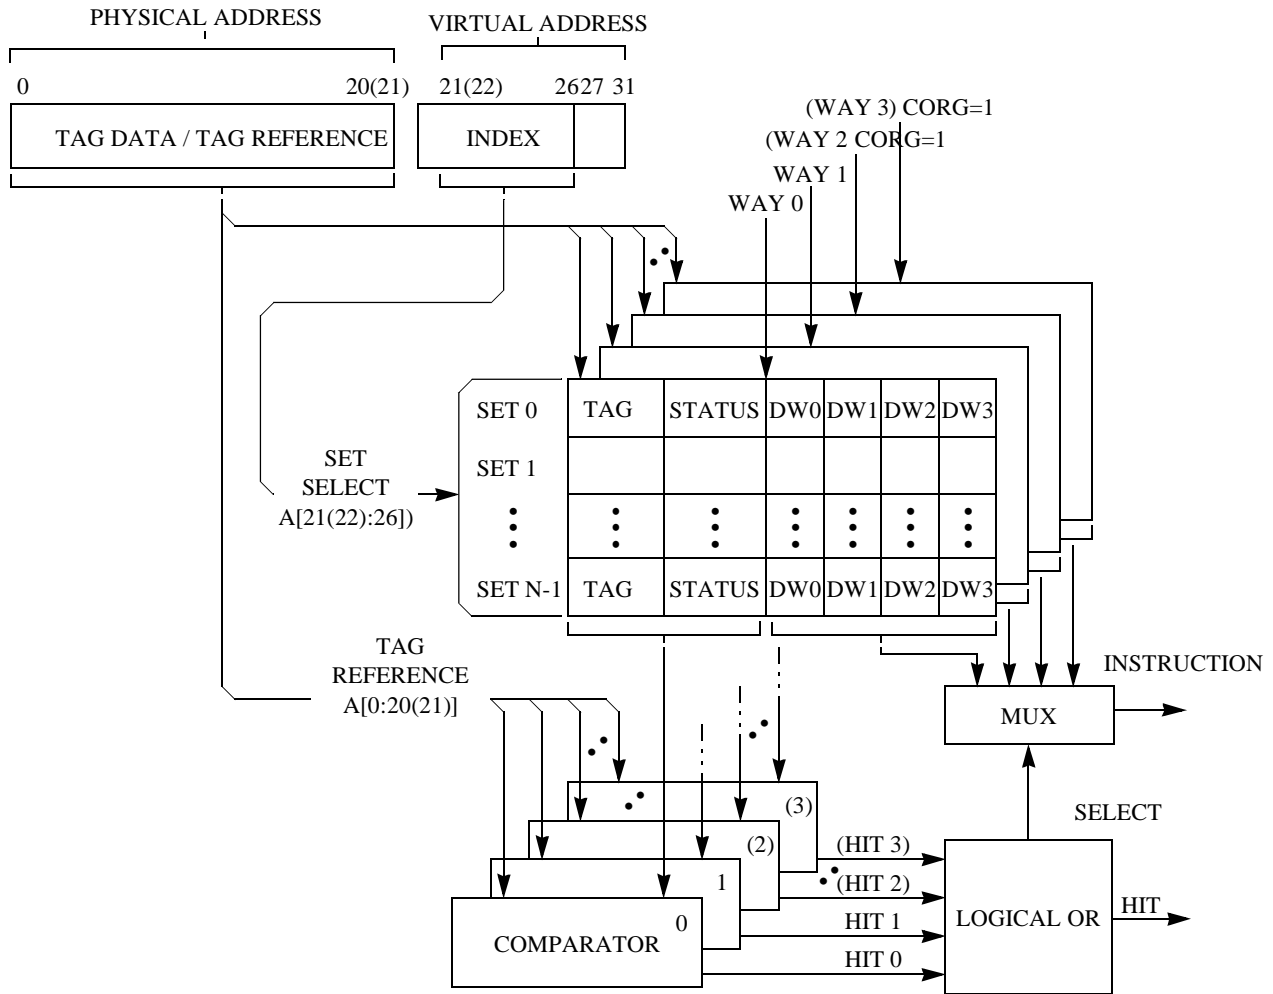 PHYSICAL ADDRESS
VIRTUAL ADDRESS
0
20(21)
21(22)
26 27
31
TAG DATA / TAG REFERENCE
INDEX
(WAY 3) CORG=1
(WAY 2 CORG=1
WAY 1
WAY 0
SET 0
TAG
STATUS
DW0
DW1
DW2
DW3
SET 1
SET
SELECT
A[21(22):26])
SET N-1
TAG
STATUS
DW0
DW1
DW2
DW3
TAG
REFERENCE
A[0:20(21)]
INSTRUCTION
MUX
SELECT
(3)
(2)
1
0
COMPARATOR
(HIT 3)
(HIT 2)
HIT 1
HIT 0
LOGICAL OR
HIT